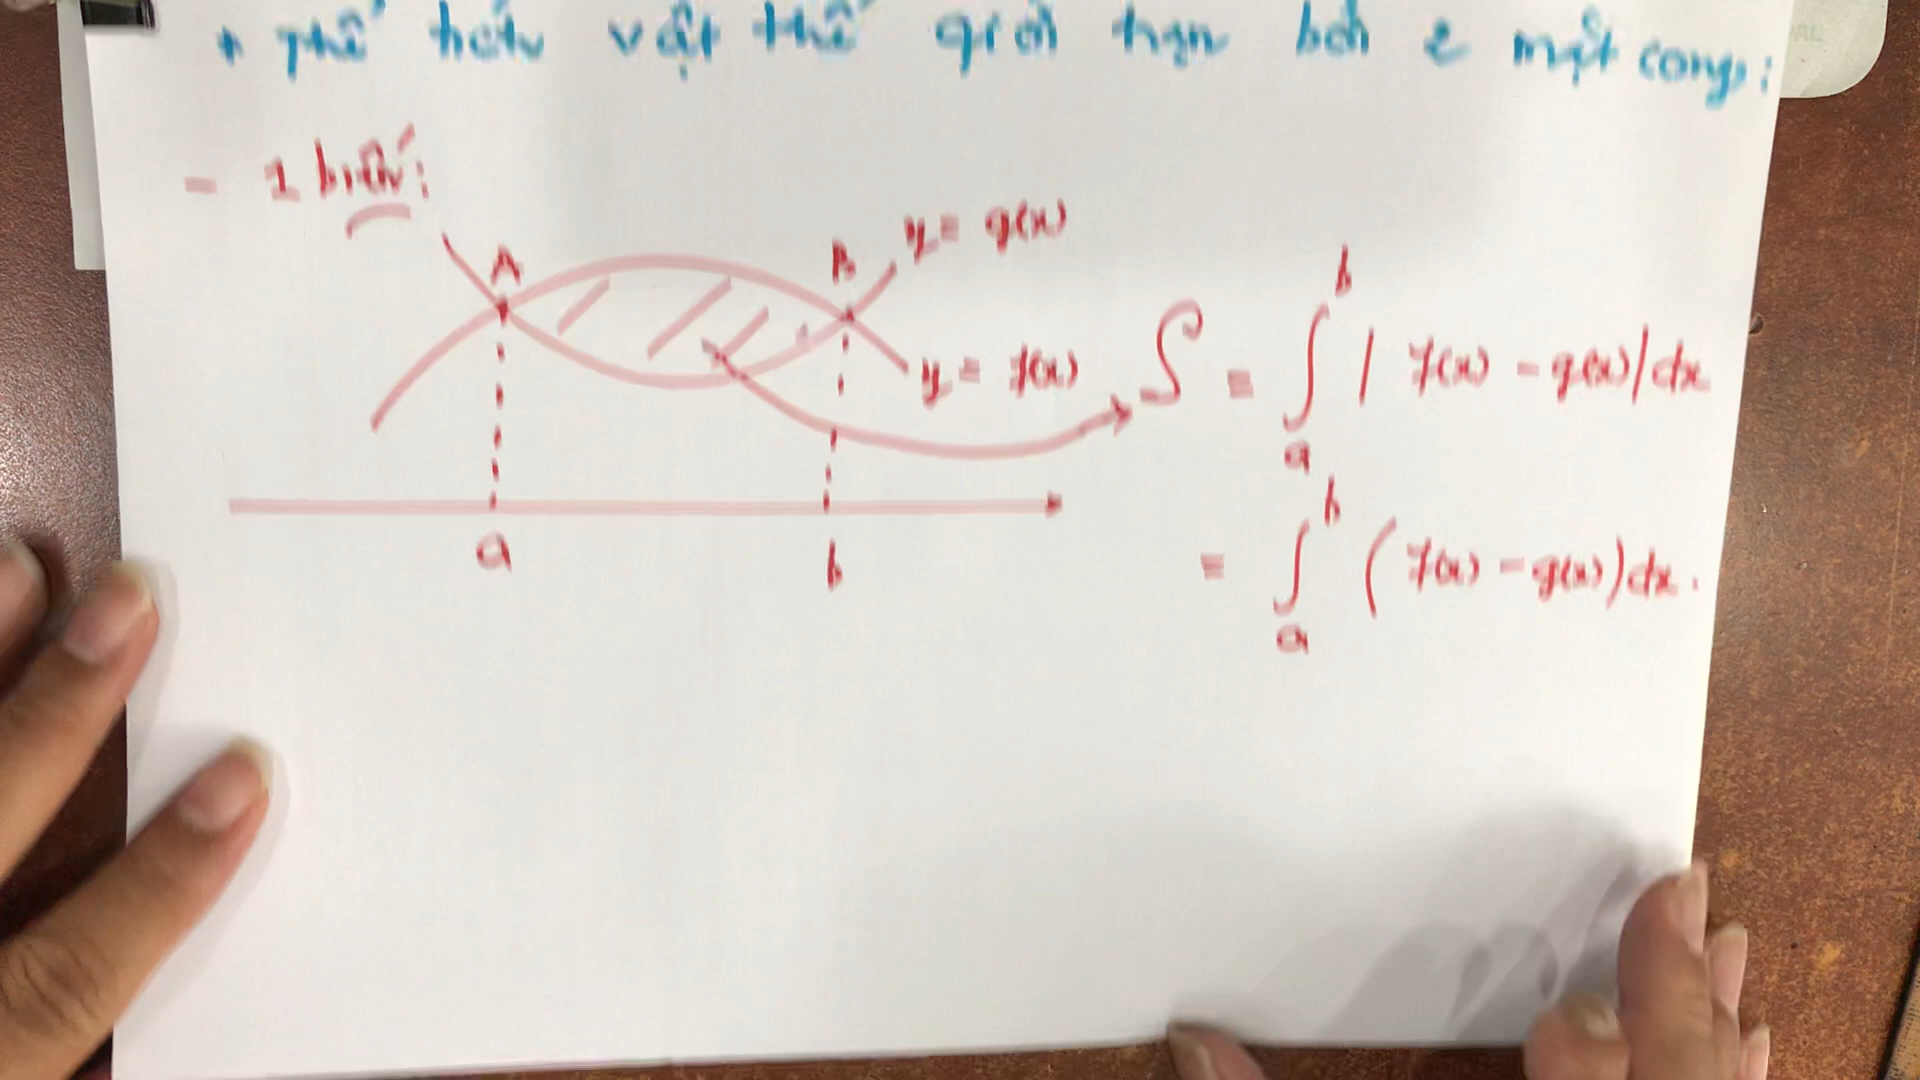 + Thể tích vật thể giới hạn bởi 2 mặt cong:
- 1 biến:
A B y = g(x)
y = f(x)
S = ∫ₐᵇ | f(x) - g(x) | dx
a b
= ∫ₐᵇ ( f(x) - g(x) ) dx.